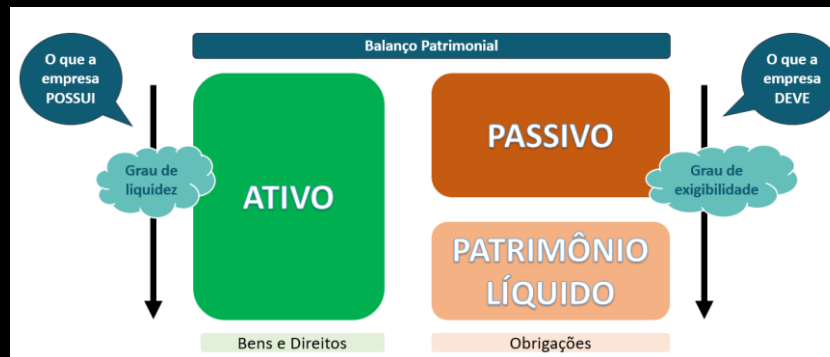 Balanço Patrimonial
O que a
empresa
POSSUI
O que a
empresa
DEVE
Grau de
liquidez
ATIVO
PASSIVO
Grau de
exigibilidade
PATRIMÔNIO
LÍQUIDO
Bens e Direitos
Obrigações